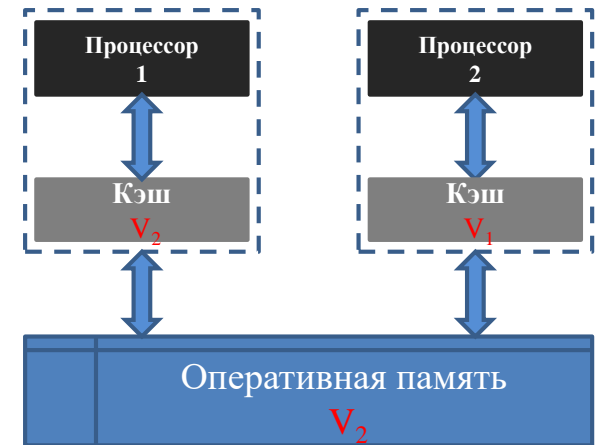 Процессор
1
Процессор
2
Кэш
V₂
Кэш
V₁
Оперативная память
V₂